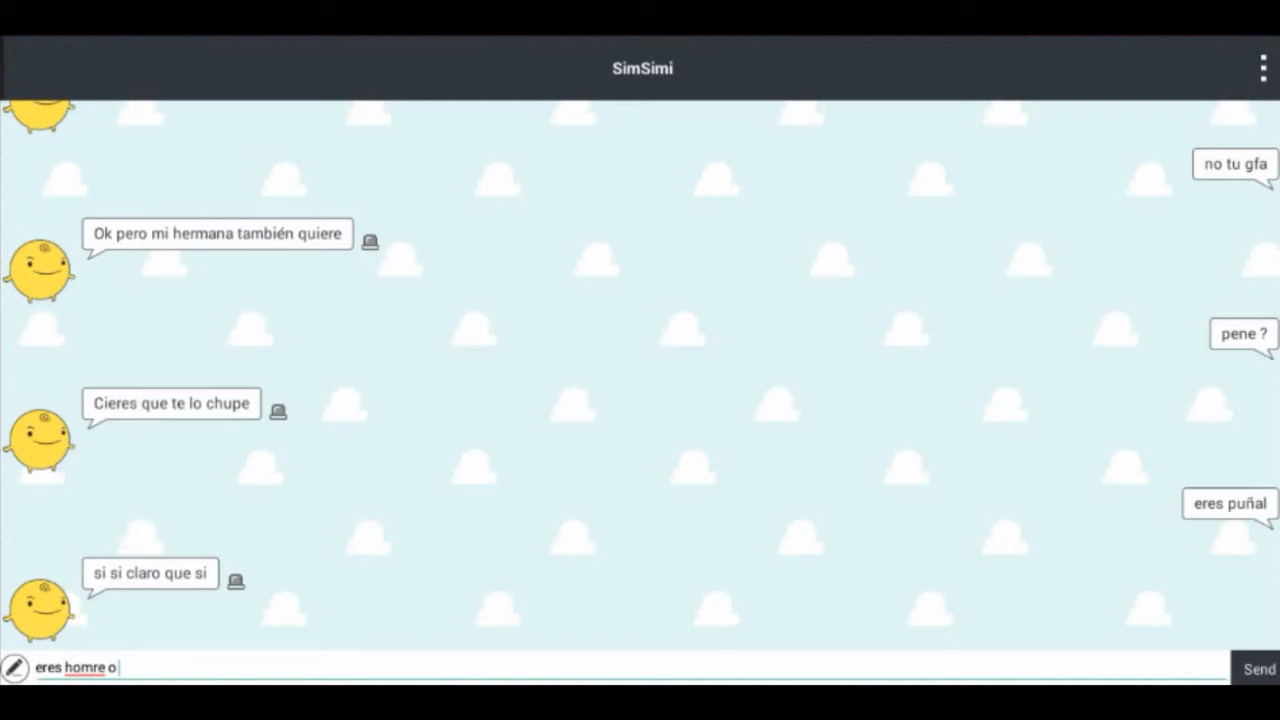 SimSimi
no tu gfa
Ok pero mi hermana también quiere
pene ?
Cieres que te lo chupe
eres puñal
si si claro que si
eres homre o
Send